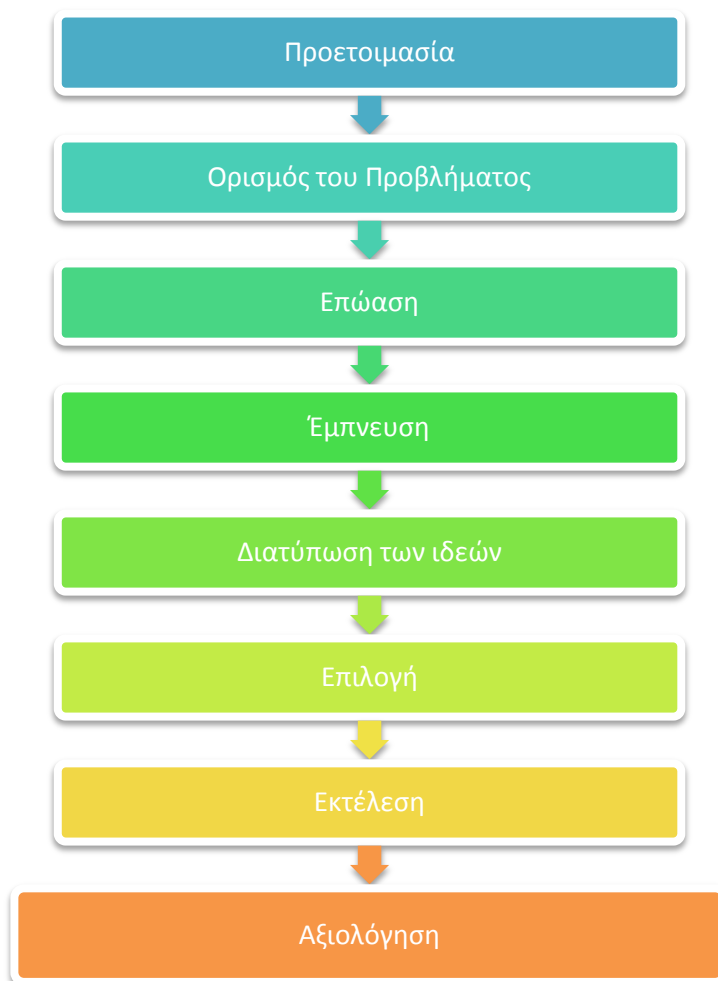 Προετοιμασία
Ορισμός του Προβλήματος
Επώαση
Έμπνευση
Διατύπωση των ιδεών
Επιλογή
Εκτέλεση
Αξιολόγηση